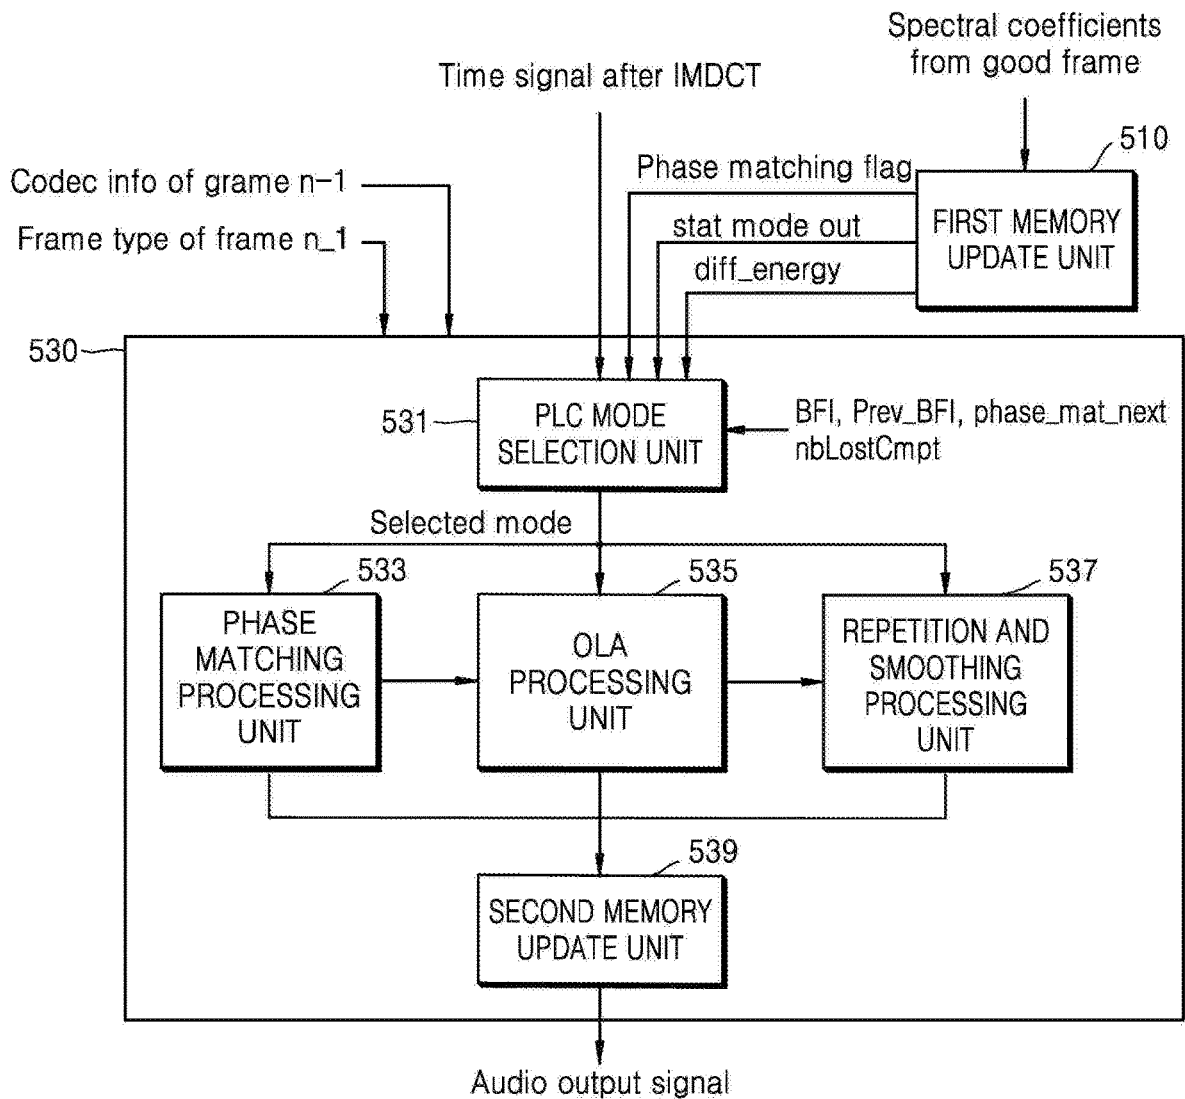 Spectral coefficients
from good frame
Time signal after IMDCT
510
Phase matching flag
Codec info of grame n-1
FIRST MEMORY
UPDATE UNIT
stat mode out
Frame type of frame n_1
diff_energy
530
531
PLC MODE
SELECTION UNIT
BFI, Prev_BFI, phase_mat_next
nbLostCmpt
Selected mode
533
535
537
PHASE
MATCHING
PROCESSING
UNIT
OLA
PROCESSING
UNIT
REPETITION AND
SMOOTHING
PROCESSING
UNIT
539
SECOND MEMORY
UPDATE UNIT
Audio output signal